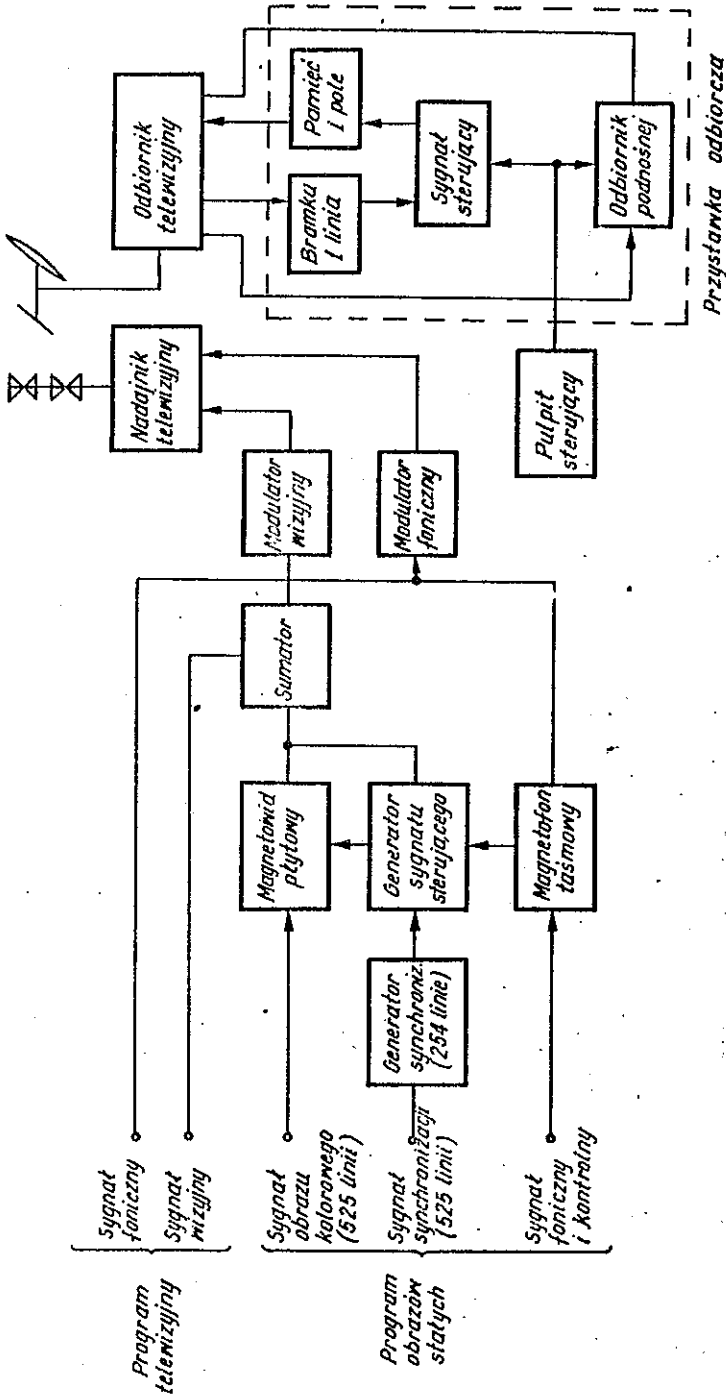 Program
telewizyjny
Sygnał
foniczny
Sygnał
wizyjny
Program
obrazów
stałych
Sygnał
obrazu
kolorowego
(525 linii)
Sygnał
synchronizacji
(525 linii)
Sygnał
foniczny
i kontrolny
Generator
synchroniz.
(254 linie)
Magnetowid
płytowy
Generator
sygnału
sterującego
Magnetofon
taśmowy
Sumator
Modulator
wizyjny
Modulator
foniczny
Nadajnik
telewizyjny
Pulpit
sterujący
Odbiornik
telewizyjny
Bramku
1 linia
Pamięć
1 pole
Sygnał
sterujący
Odbiornik
podnośnej
Przystawka odbiorcza